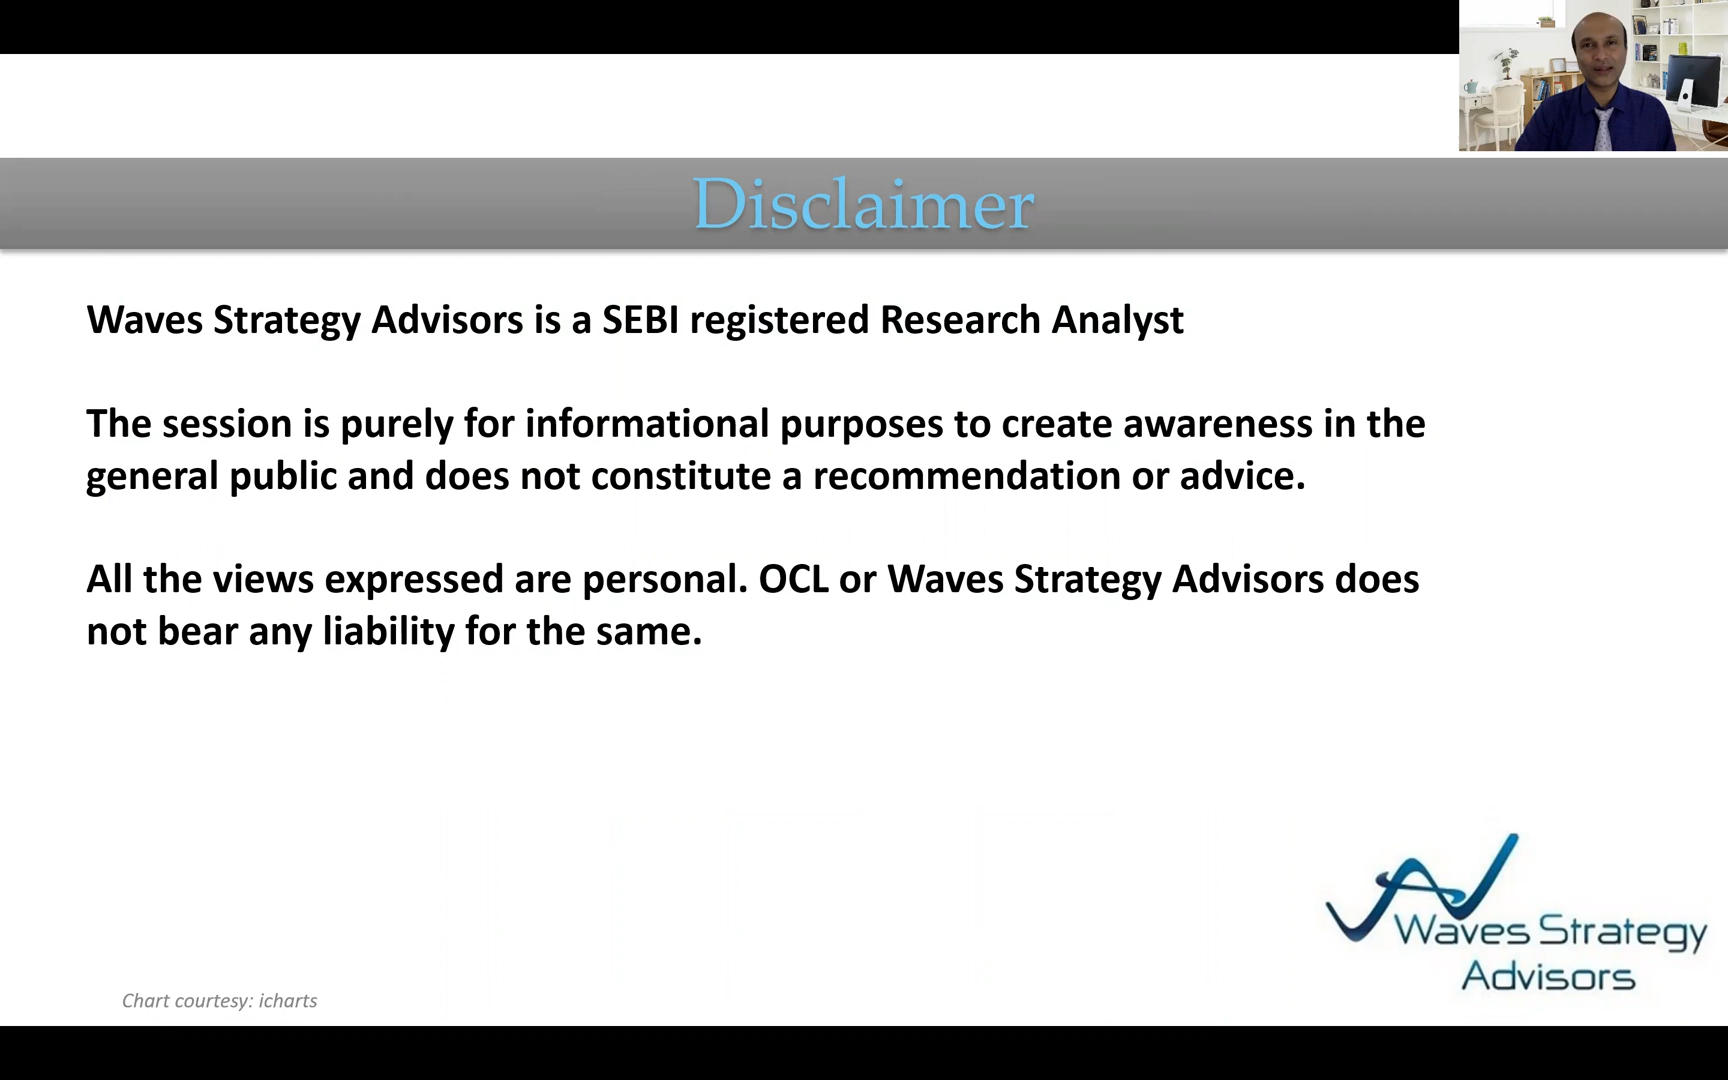 Disclaimer
Waves Strategy Advisors is a SEBI registered Research Analyst
The session is purely for informational purposes to create awareness in the
general public and does not constitute a recommendation or advice.
All the views expressed are personal. OCL or Waves Strategy Advisors does
not bear any liability for the same.
Waves Strategy
Advisors
Chart courtesy: icharts